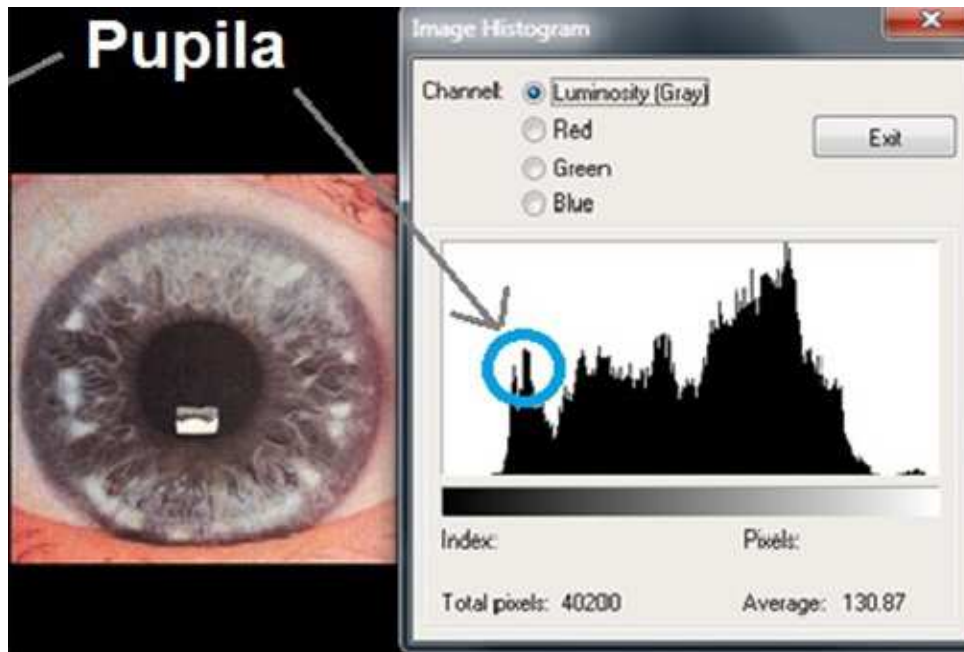 Pupila
Image Histogram
Channel: Luminosity (Gray)
Red
Green
Blue
Exit
Index: Pixels:
Total pixels: 40200 Average: 130.87